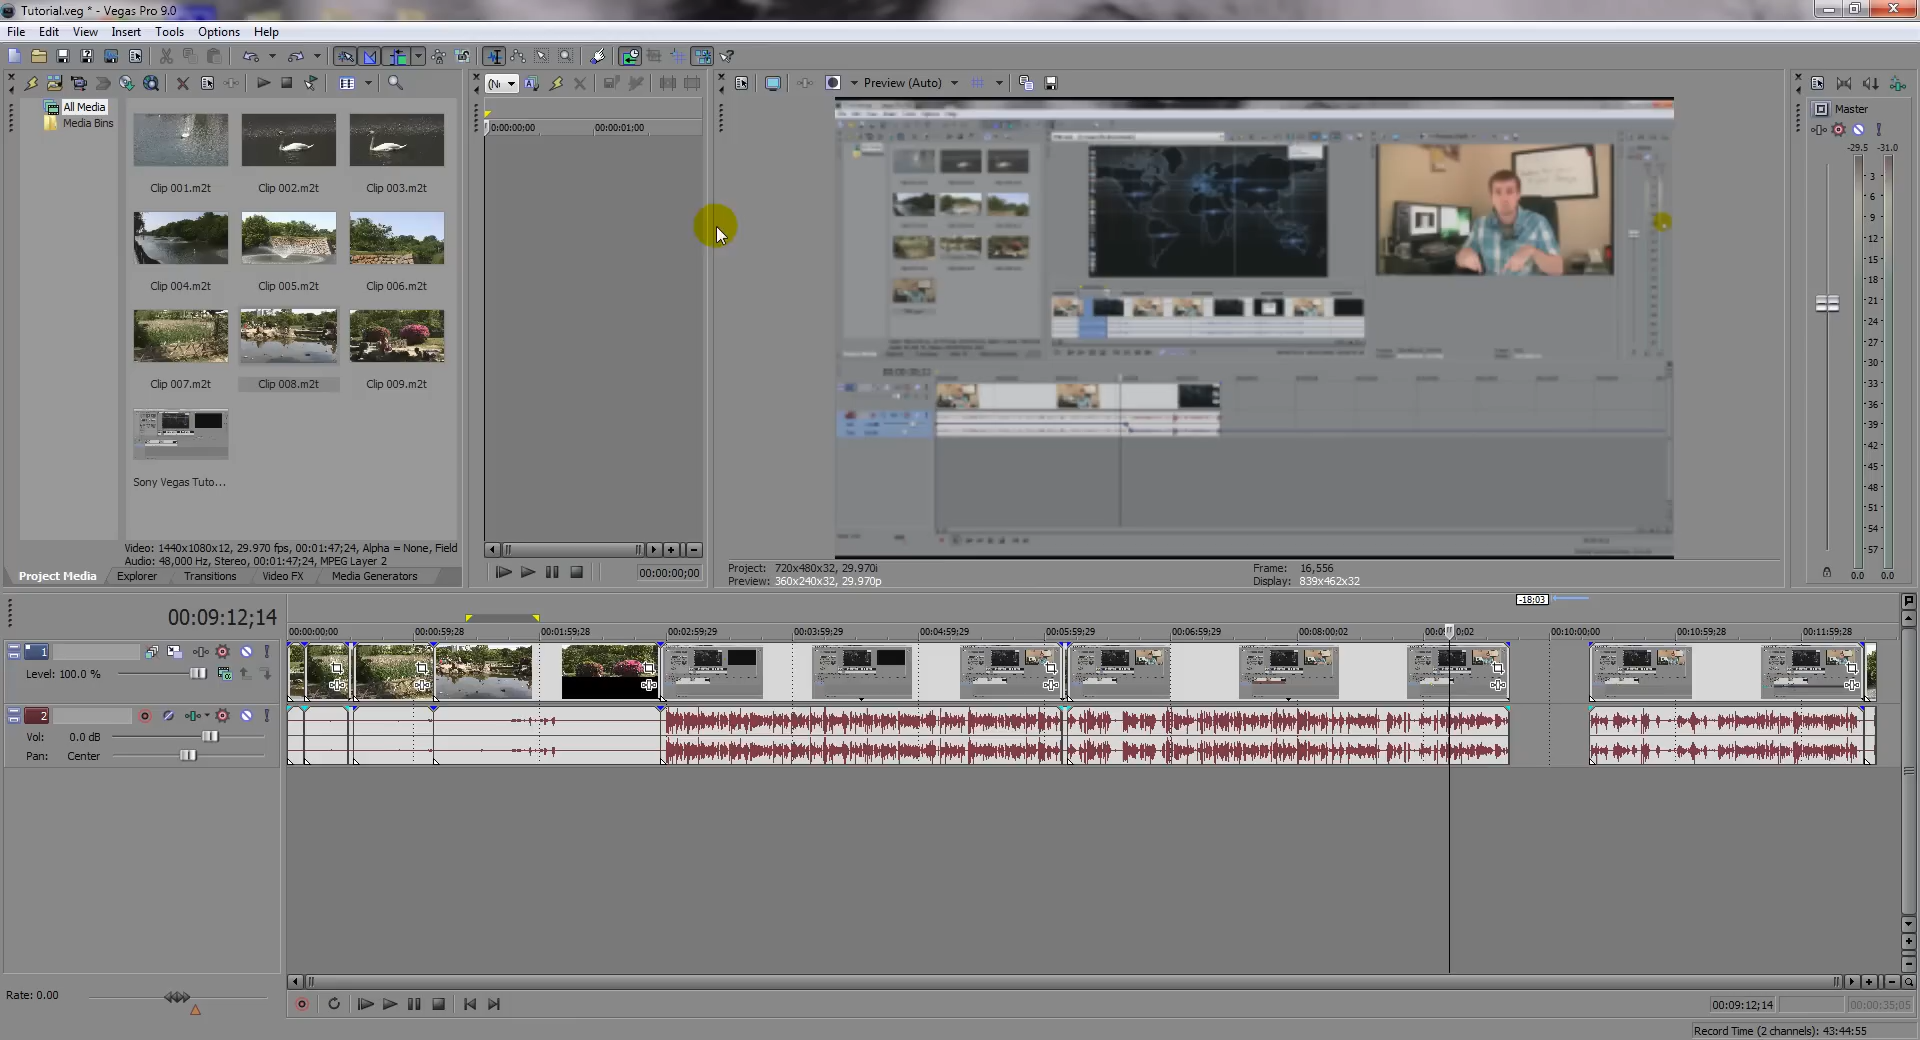 Tutorial.veg * - Vegas Pro 9.0
File Edit View Insert Tools Options Help
Preview (Auto)
All Media
Media Bins
Clip 001.m2t
Clip 002.m2t
Clip 003.m2t
Clip 004.m2t
Clip 005.m2t
Clip 006.m2t
Clip 007.m2t
Clip 008.m2t
Clip 009.m2t
Sony Vegas Tuto...
Video: 1440x1080x12, 29.970 fps, 00:01:47;24, Alpha = None, Field
Audio: 48,000 Hz, Stereo, 00:01:47;24, MPEG Layer 2
Project Media Explorer Transitions Video FX Media Generators
0:00:00;00 00:00:01;00
00:00:00;00
Project: 720x480x32, 29.970i
Preview: 360x240x32, 29.970p
Frame: 16,556
Display: 839x462x32
Master
-29.5 -31.0
3
6
9
12
15
18
21
24
27
30
33
36
39
42
45
48
51
54
57
0.0 0.0
00:09:12;14
-18;03
00:00:00;00 00:00:59;28 00:01:59;28 00:02:59;29 00:03:59;29 00:04:59;29 00:05:59;29 00:06:59;29 00:08:00;02 00:10:00;00 00:10:59;28 00:11:59;28
1
Level: 100.0 %
2
Vol: 0.0 dB
Pan: Center
Rate: 0.00
00:09:12;14
00:00:35;05
Record Time (2 channels): 43:44:55